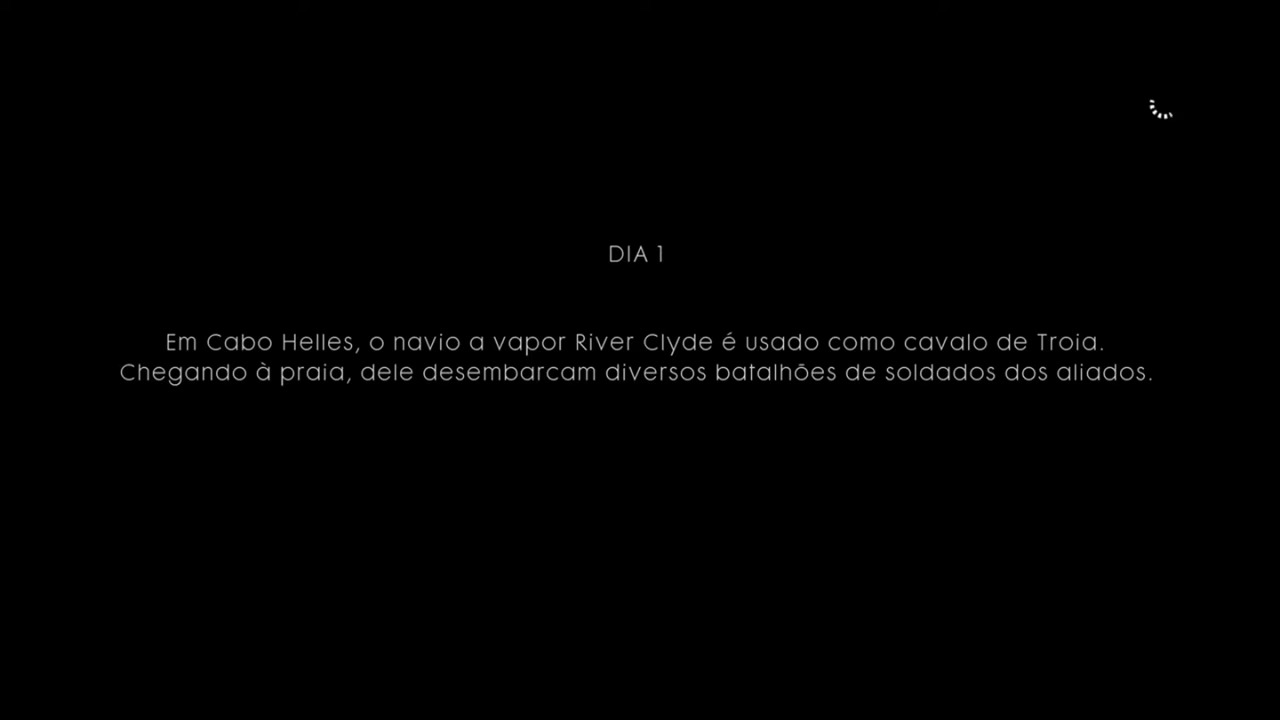 DIA 1
Em Cabo Helles, o navio a vapor River Clyde é usado como cavalo de Troia.
Chegando à praia, dele desembarcam diversos batalhões de soldados dos aliados.